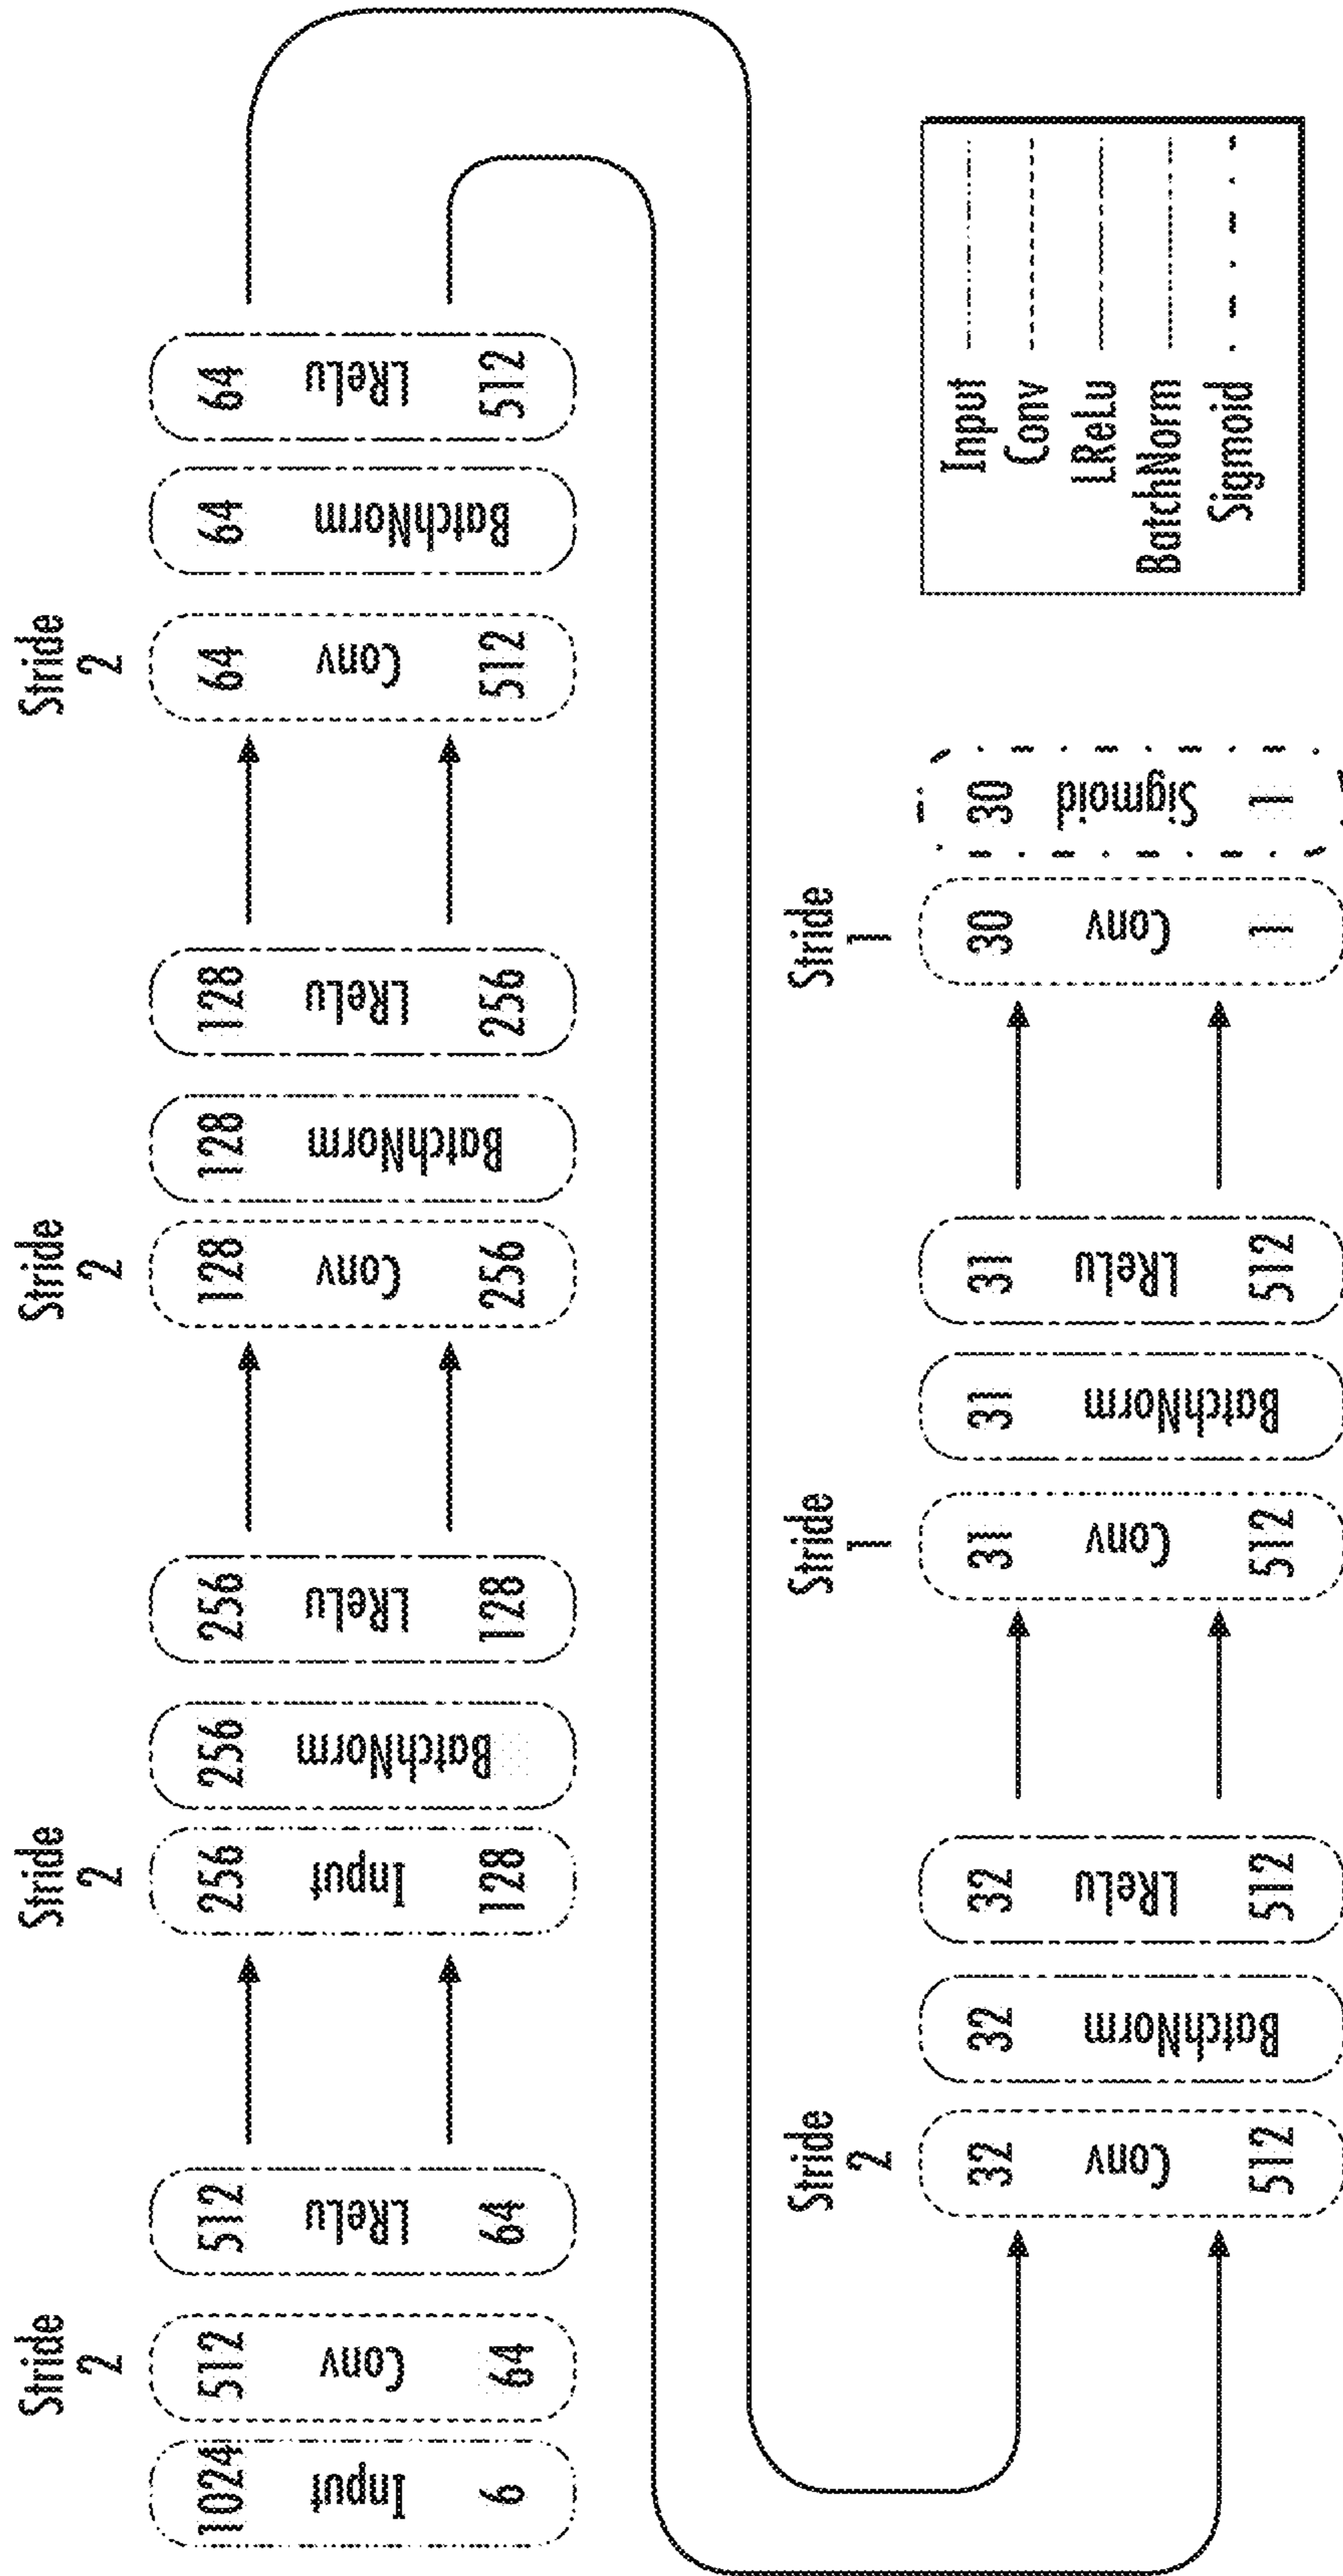 Stride
2
1024
Input
6
512
Conv
64
512
LReLu
64
Stride
2
256
Input
128
256
BatchNorm
256
LReLu
128
Stride
2
128
Conv
256
128
BatchNorm
128
LReLu
256
Stride
2
64
Conv
512
64
BatchNorm
64
LReLu
512
Stride
2
32
Conv
512
32
BatchNorm
32
LReLu
512
Stride
1
31
Conv
512
31
BatchNorm
31
LReLu
512
Stride
1
30
Conv
1
30
Sigmoid
1
Input
Conv
LReLu
BatchNorm
Sigmoid